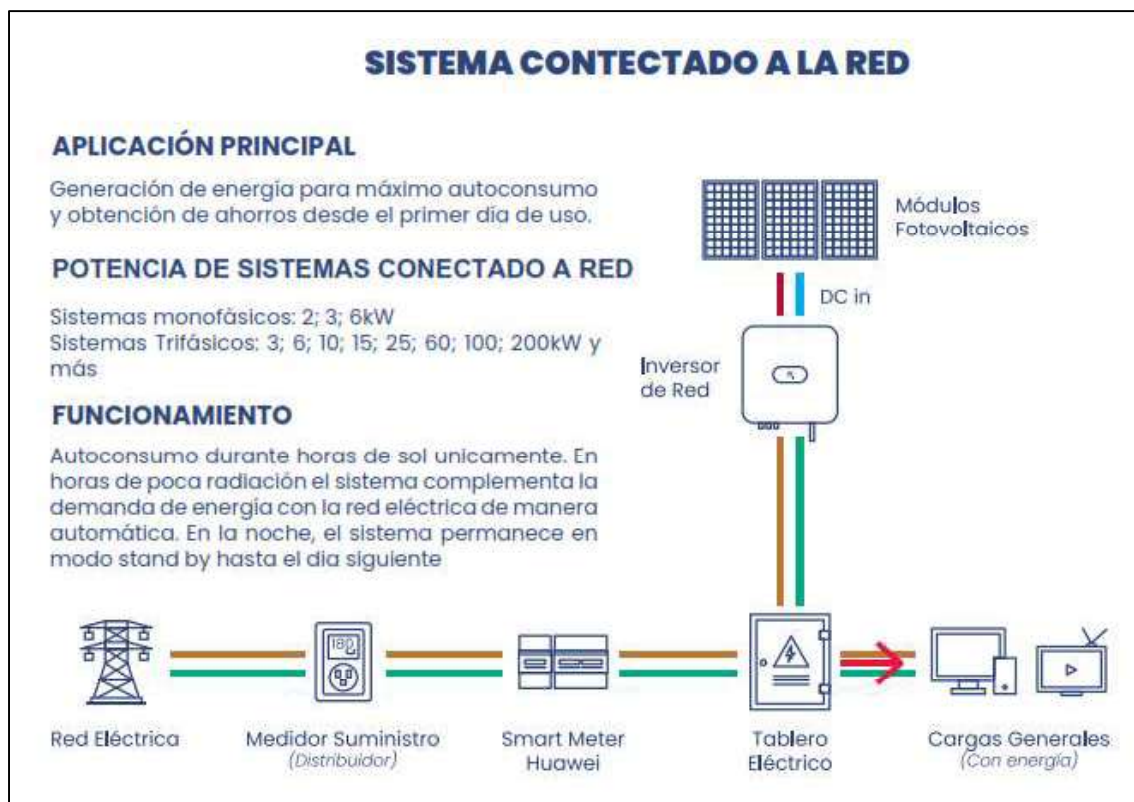 SISTEMA CONTECTADO A LA RED
APLICACIÓN PRINCIPAL
Generación de energía para máximo autoconsumo
y obtención de ahorros desde el primer día de uso.
POTENCIA DE SISTEMAS CONECTADO A RED
Sistemas monofásicos: 2; 3; 6kW
Sistemas Trifásicos: 3; 6; 10; 15; 25; 60; 100; 200kW y
más
FUNCIONAMIENTO
Autoconsumo durante horas de sol unicamente. En
horas de poca radiación el sistema complementa la
demanda de energía con la red eléctrica de manera
automática. En la noche, el sistema permanece en
modo stand by hasta el dia siguiente
Módulos
Fotovoltaicos
DC in
Inversor
de Red
180
Red Eléctrica
Medidor Suministro
(Distribuidor)
Smart Meter
Huawei
Tablero
Eléctrico
Cargas Generales
(Con energía)